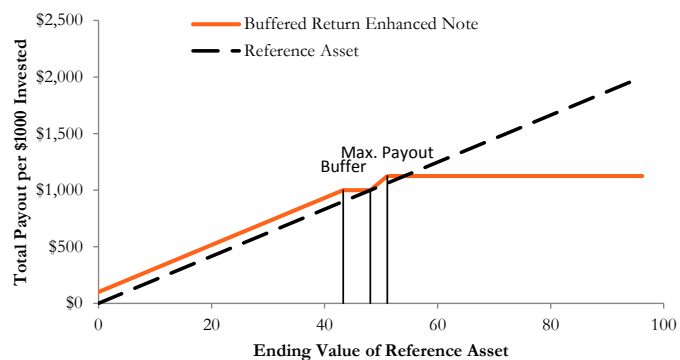 $2,500
Buffered Return Enhanced Note
Reference Asset
$2,000
$1,500
Max. Payout
Buffer
$1,000
$500
$0
0 20 40 60 80 100
Total Payout per $1000 Invested
Ending Value of Reference Asset